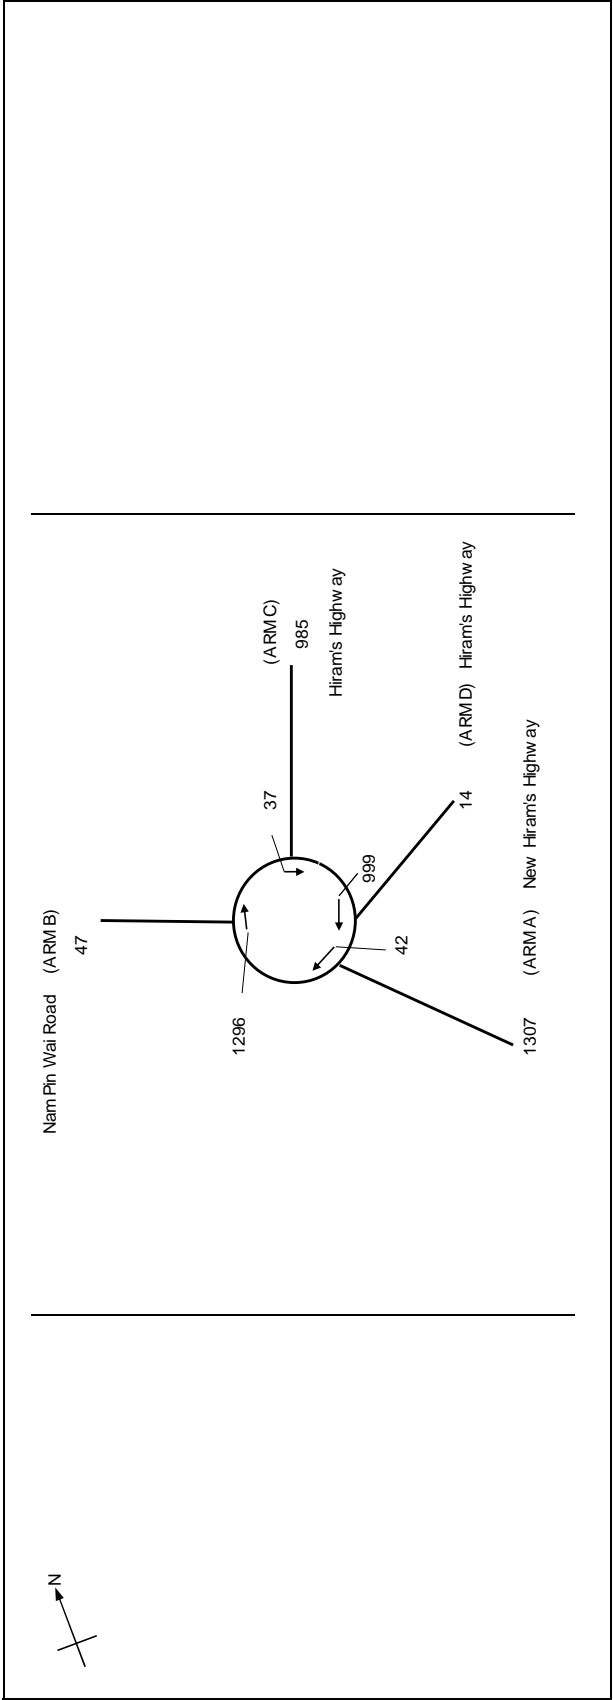 N
Nam Pin Wai Road (ARM B)
47
1296
37
(ARM C)
985
Hiram's Highway
999
42
14
(ARM D) Hiram's Highway
1307
(ARM A) New Hiram's Highway